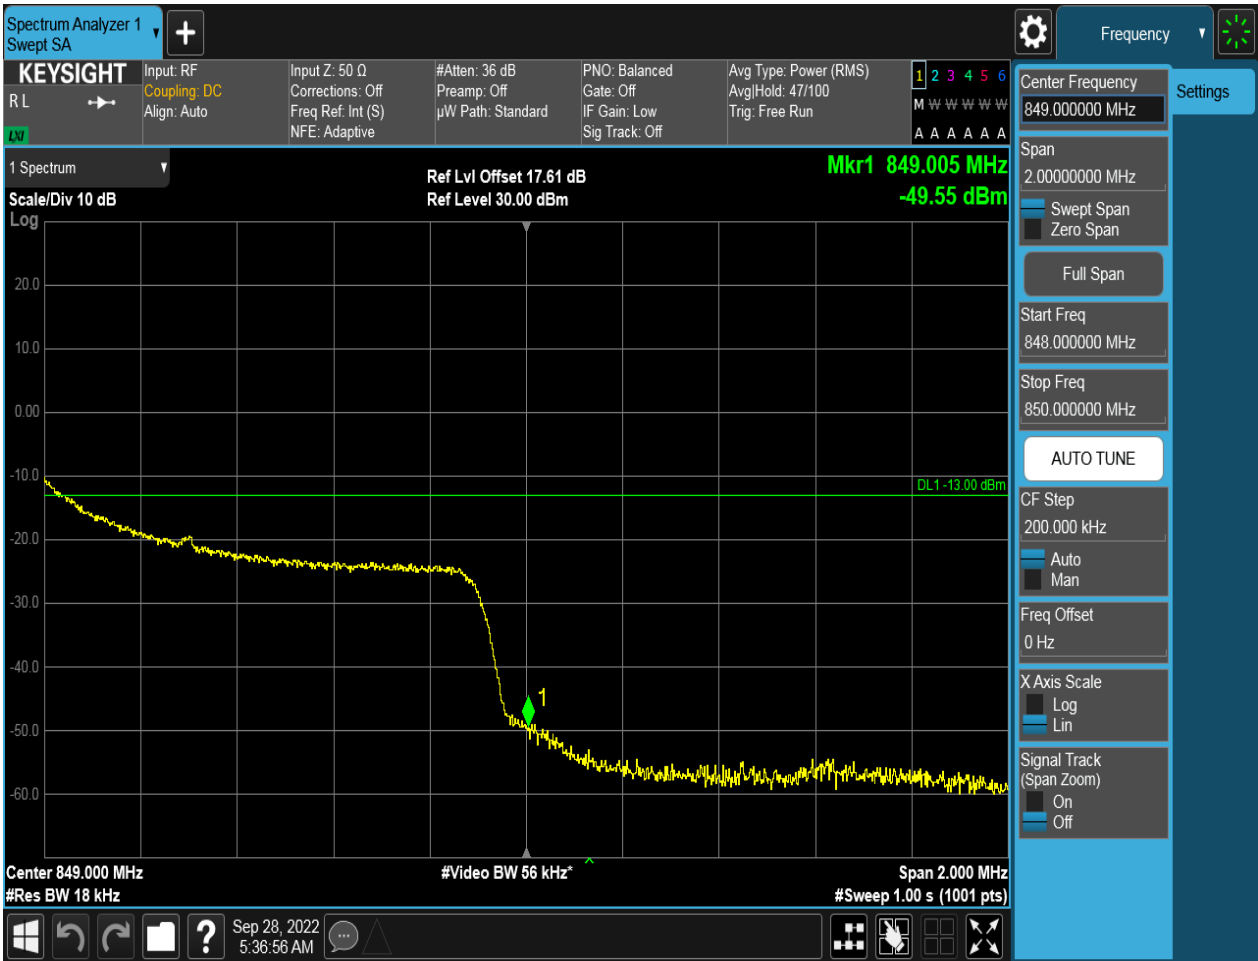 Spectrum Analyzer 1
Swept SA
Frequency
KEYSIGHT
R L
LXI
Input: RF
Coupling: DC
Align: Auto
Input Z: 50 Ω
Corrections: Off
Freq Ref: Int (S)
NFE: Adaptive
#Atten: 36 dB
Preamp: Off
µW Path: Standard
PNO: Balanced
Gate: Off
IF Gain: Low
Sig Track: Off
Avg Type: Power (RMS)
Avg|Hold: 47/100
Trig: Free Run
1 2 3 4 5 6
M W W W W W
A A A A A A
1 Spectrum
Scale/Div 10 dB
Log
Ref Lvl Offset 17.61 dB
Ref Level 30.00 dBm
Mkr1 849.005 MHz
-49.55 dBm
20.0
10.0
0.00
-10.0
-20.0
-30.0
-40.0
-50.0
-60.0
DL1 -13.00 dBm
1
Center 849.000 MHz
#Res BW 18 kHz
#Video BW 56 kHz*
Span 2.000 MHz
#Sweep 1.00 s (1001 pts)
Center Frequency
849.000000 MHz
Settings
Span
2.00000000 MHz
Swept Span
Zero Span
Full Span
Start Freq
848.000000 MHz
Stop Freq
850.000000 MHz
AUTO TUNE
CF Step
200.000 kHz
Auto
Man
Freq Offset
0 Hz
X Axis Scale
Log
Lin
Signal Track
(Span Zoom)
On
Off
?
Sep 28, 2022
5:36:56 AM